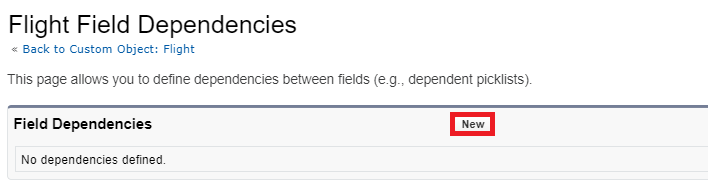 Flight Field Dependencies
« Back to Custom Object: Flight
This page allows you to define dependencies between fields (e.g., dependent picklists).
Field Dependencies New
No dependencies defined.